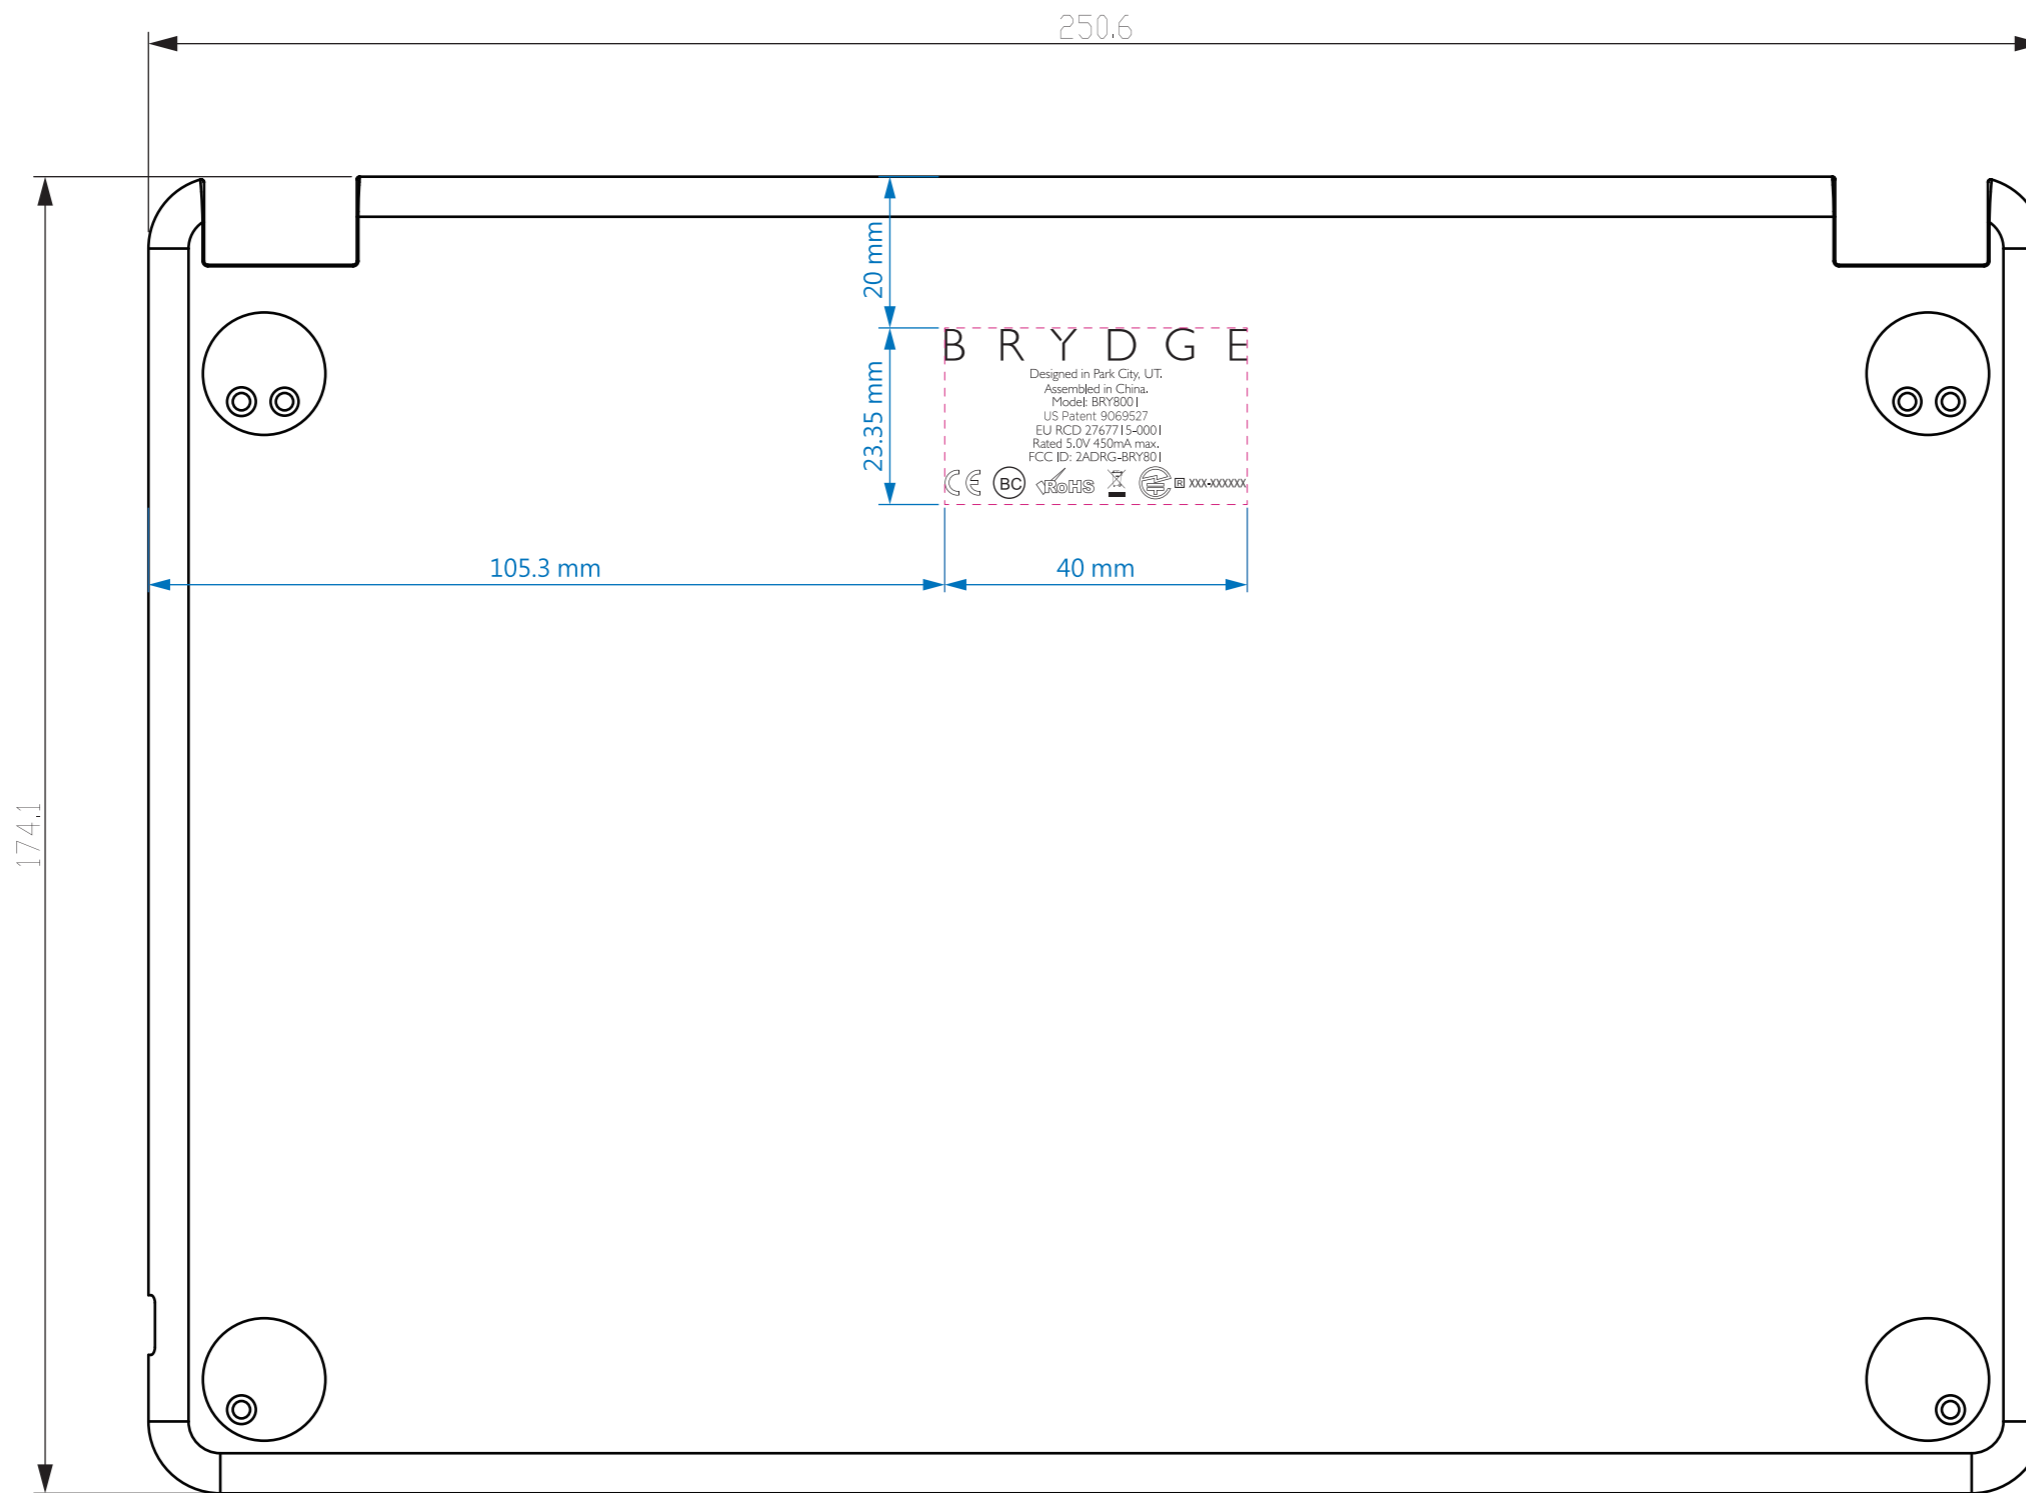 250.6
20 mm
B R Y D G E
Designed in Park City, UT.
Assembled in China.
Model: BRY8001
US Patent 9069527
EU RCD 2767715-0001
Rated 5.0V 450mA max.
FCC ID: 2ADRG-BRY801
CE BC RoHS R XXX-XXXXXX
23.35 mm
105.3 mm
40 mm
174.1